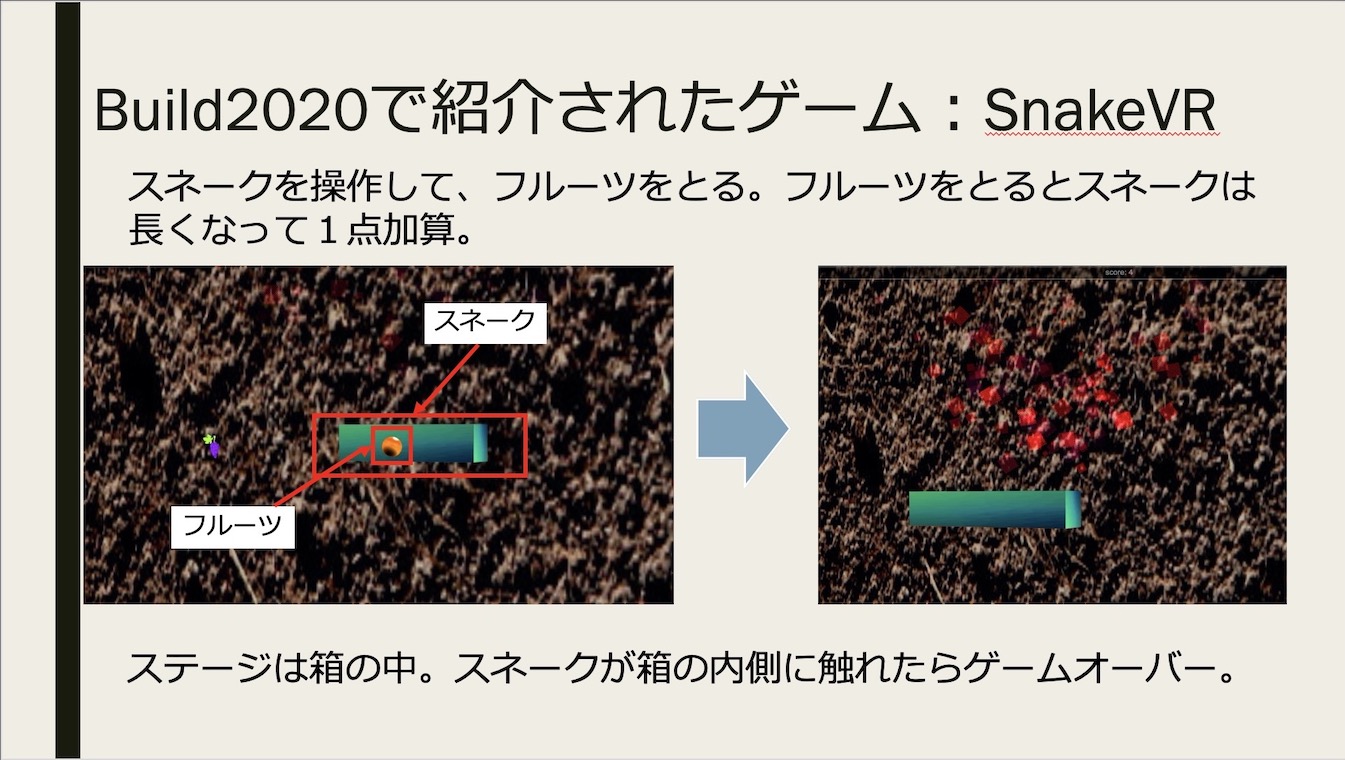 Build2020で紹介されたゲーム：SnakeVR
スネークを操作して、フルーツをとる。フルーツをとるとスネークは
長くなって１点加算。
スネーク
フルーツ
score: 4
ステージは箱の中。スネークが箱の内側に触れたらゲームオーバー。